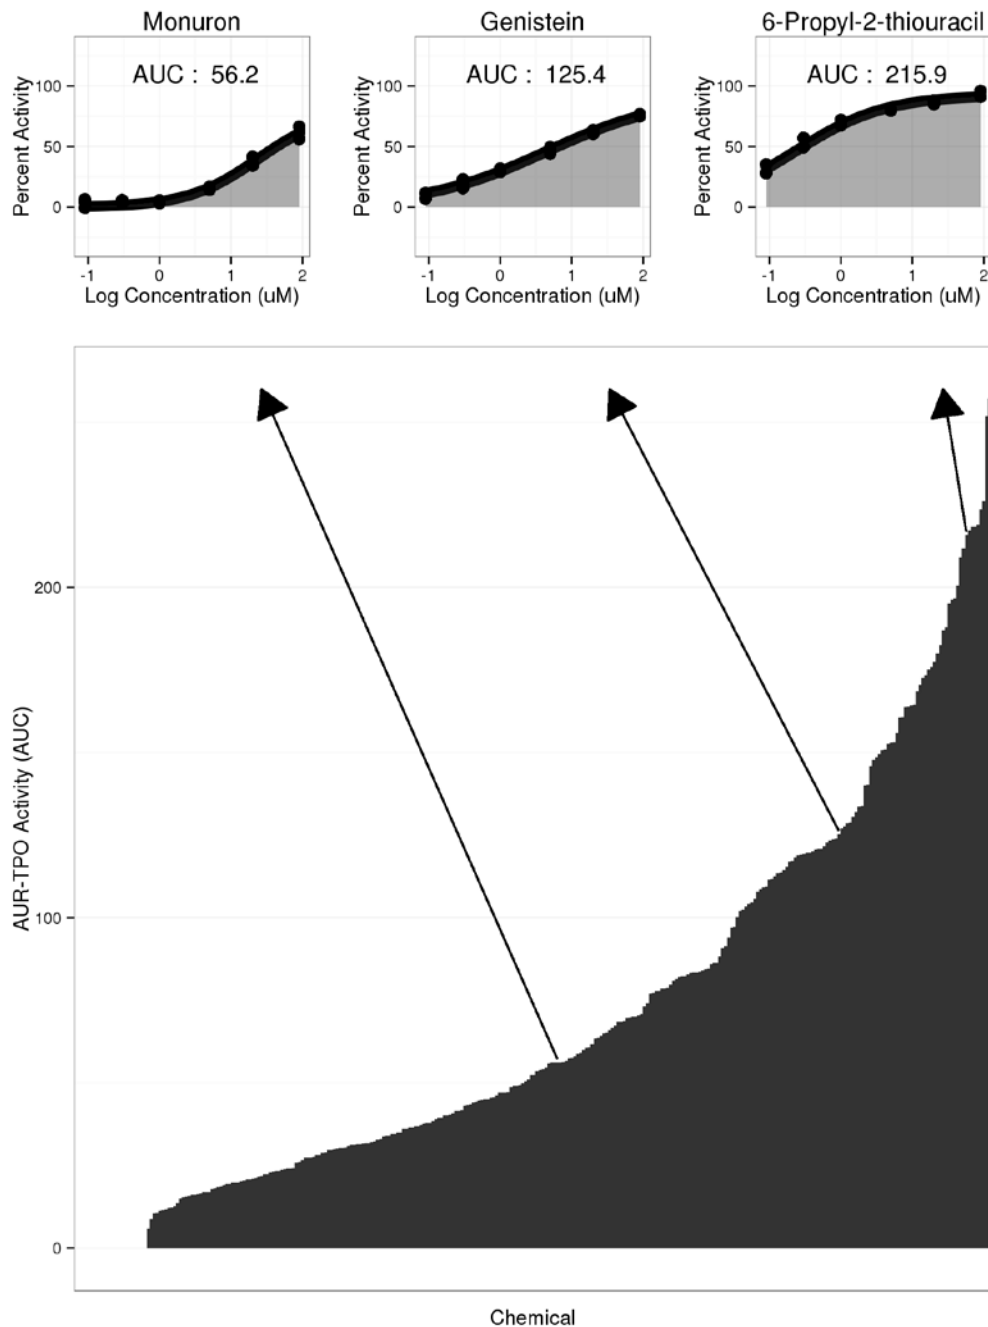 Monuron
Genistein
6-Propyl-2-thiouracil
AUC : 56.2
AUC : 125.4
AUC : 215.9
Percent Activity
100
50
0
Percent Activity
100
50
0
Percent Activity
100
50
0
-1 0 1 2
-1 0 1 2
-1 0 1 2
Log Concentration (uM)
Log Concentration (uM)
Log Concentration (uM)
AUR-TPO Activity (AUC)
200
100
0
Chemical